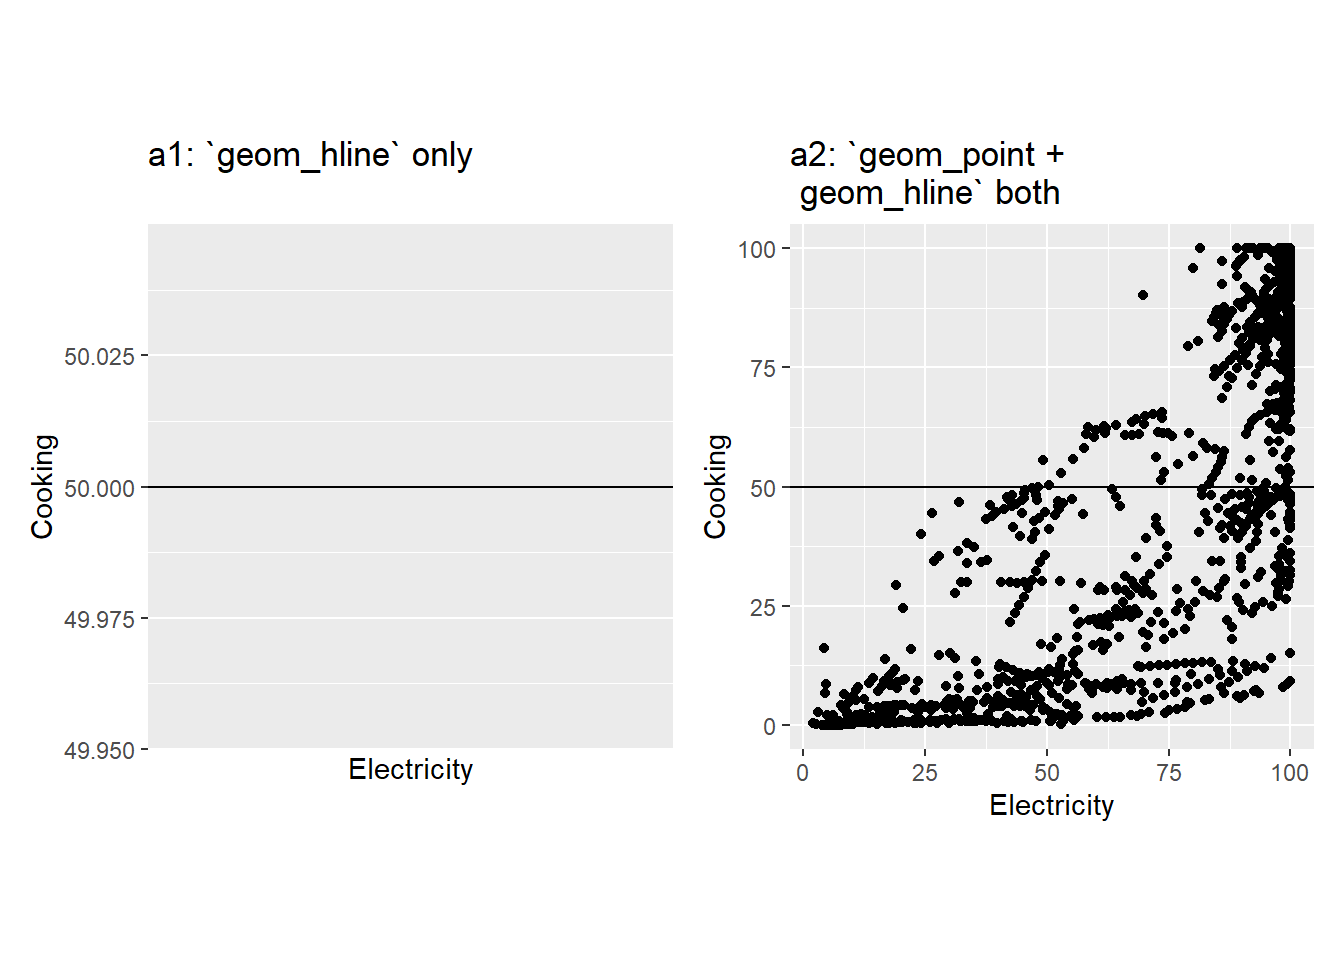 a1: `geom_hline` only
50.025
50.000
49.975
49.950
Cooking
Electricity
a2: `geom_point +
geom_hline` both
100
75
50
25
0
Cooking
0 25 50 75 100
Electricity